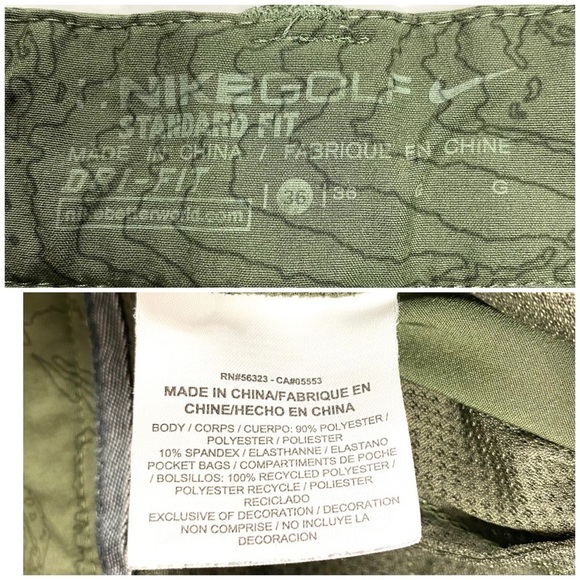 NIKEGOLF
STANDARD FIT
MADE IN CHINA / FABRIQUE EN CHINE
DRI-FIT
36 36 G
nikebetterworld.com
RN#56323 - CA#05553
MADE IN CHINA/FABRIQUE EN
CHINE/HECHO EN CHINA
BODY / CORPS / CUERPO: 90% POLYESTER /
POLYESTER / POLIESTER
10% SPANDEX / ELASTHANNE / ELASTANO
POCKET BAGS / COMPARTIMENTS DE POCHE
/ BOLSILLOS: 100% RECYCLED POLYESTER /
POLYESTER RECYCLE / POLIESTER
RECICLADO
EXCLUSIVE OF DECORATION / DECORATION
NON COMPRISE / NO INCLUYE LA
DECORACION